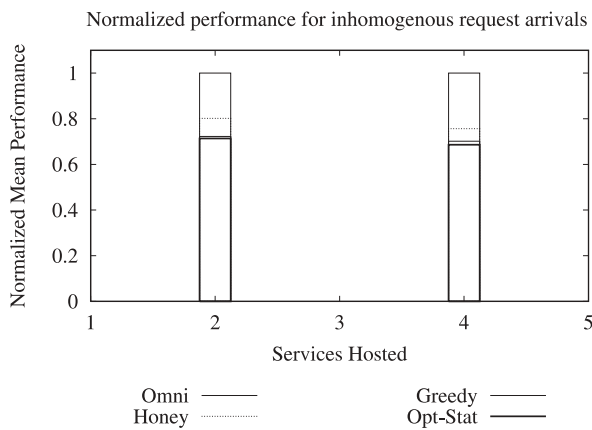 Normalized performance for inhomogenous request arrivals
Normalized Mean Performance
1
0.8
0.6
0.4
0.2
0
1 2 3 4 5
Services Hosted
Omni Greedy
Honey Opt-Stat